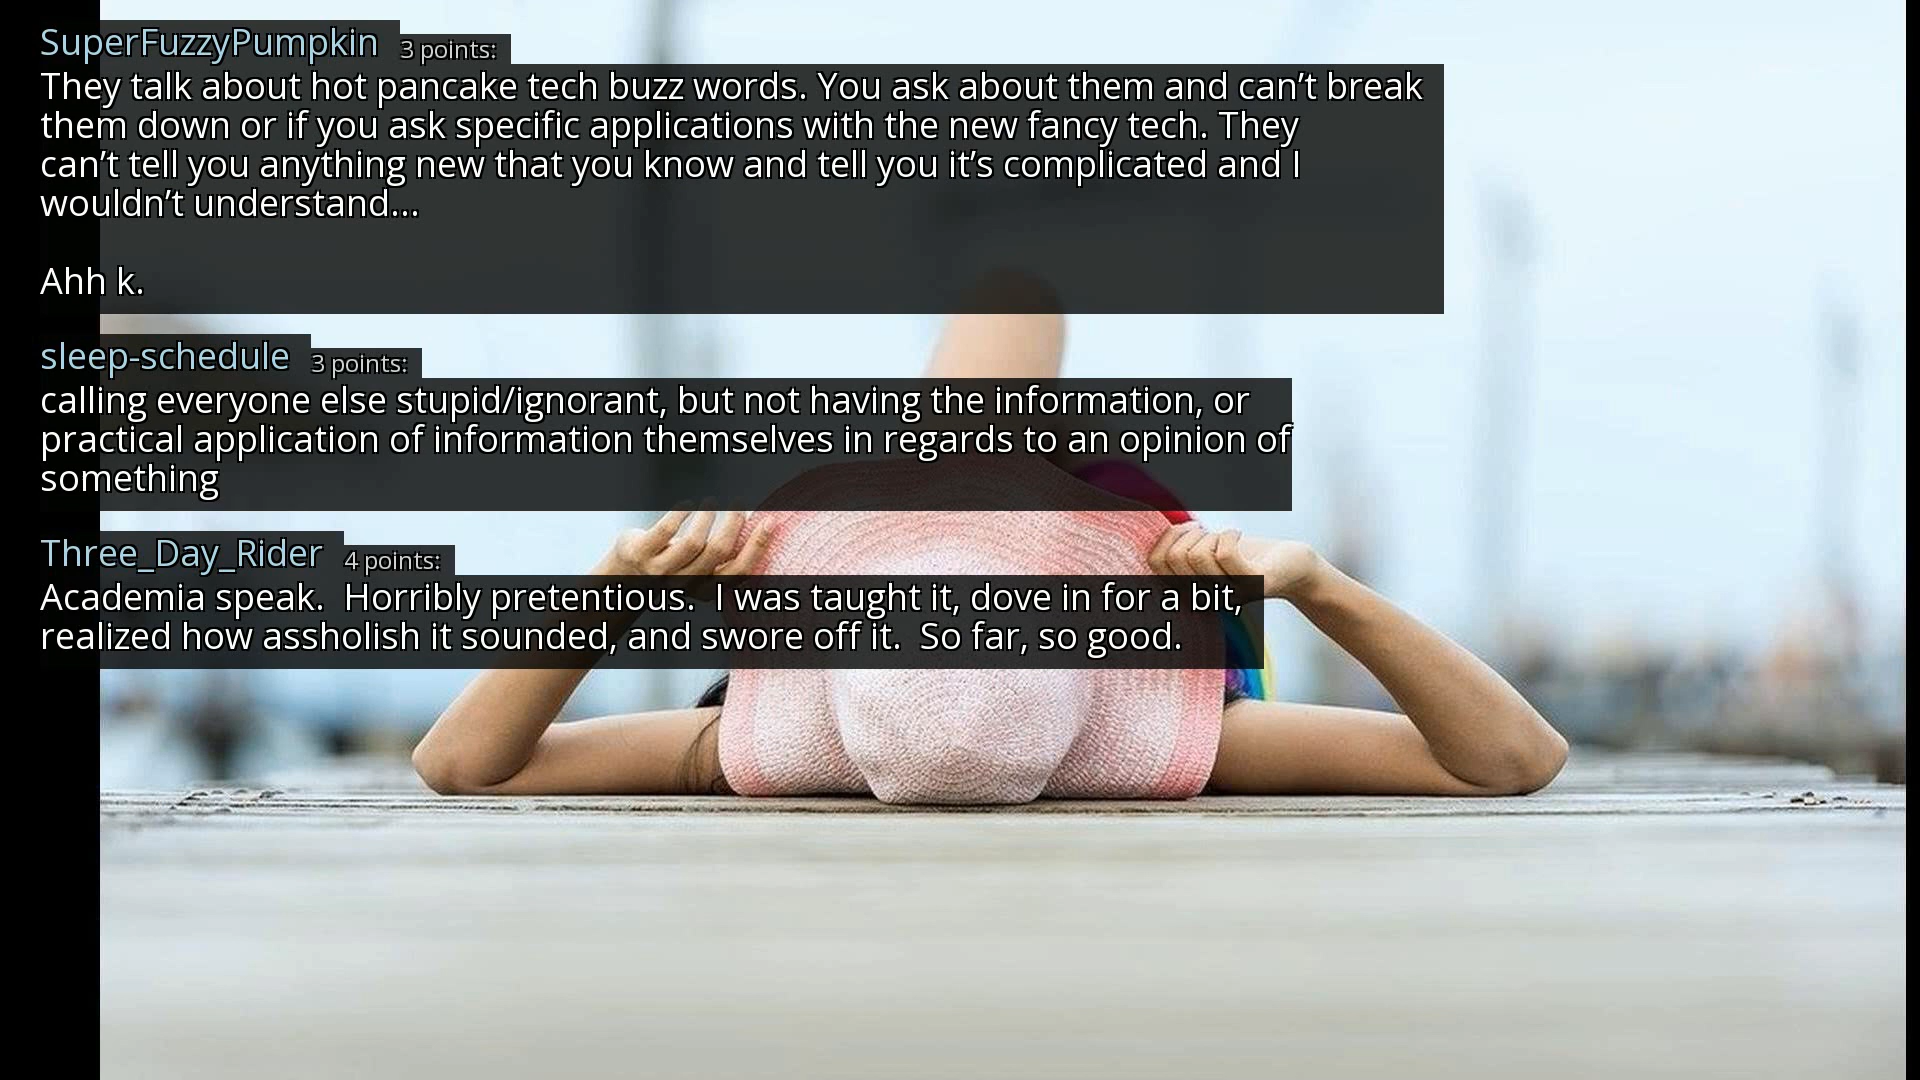 SuperFuzzyPumpkin 3 points:
They talk about hot pancake tech buzz words. You ask about them and can’t break
them down or if you ask specific applications with the new fancy tech. They
can’t tell you anything new that you know and tell you it’s complicated and I
wouldn’t understand...
Ahh k.
sleep-schedule 3 points:
calling everyone else stupid/ignorant, but not having the information, or
practical application of information themselves in regards to an opinion of
something
Three_Day_Rider 4 points:
Academia speak.  Horribly pretentious.  I was taught it, dove in for a bit,
realized how assholish it sounded, and swore off it.  So far, so good.